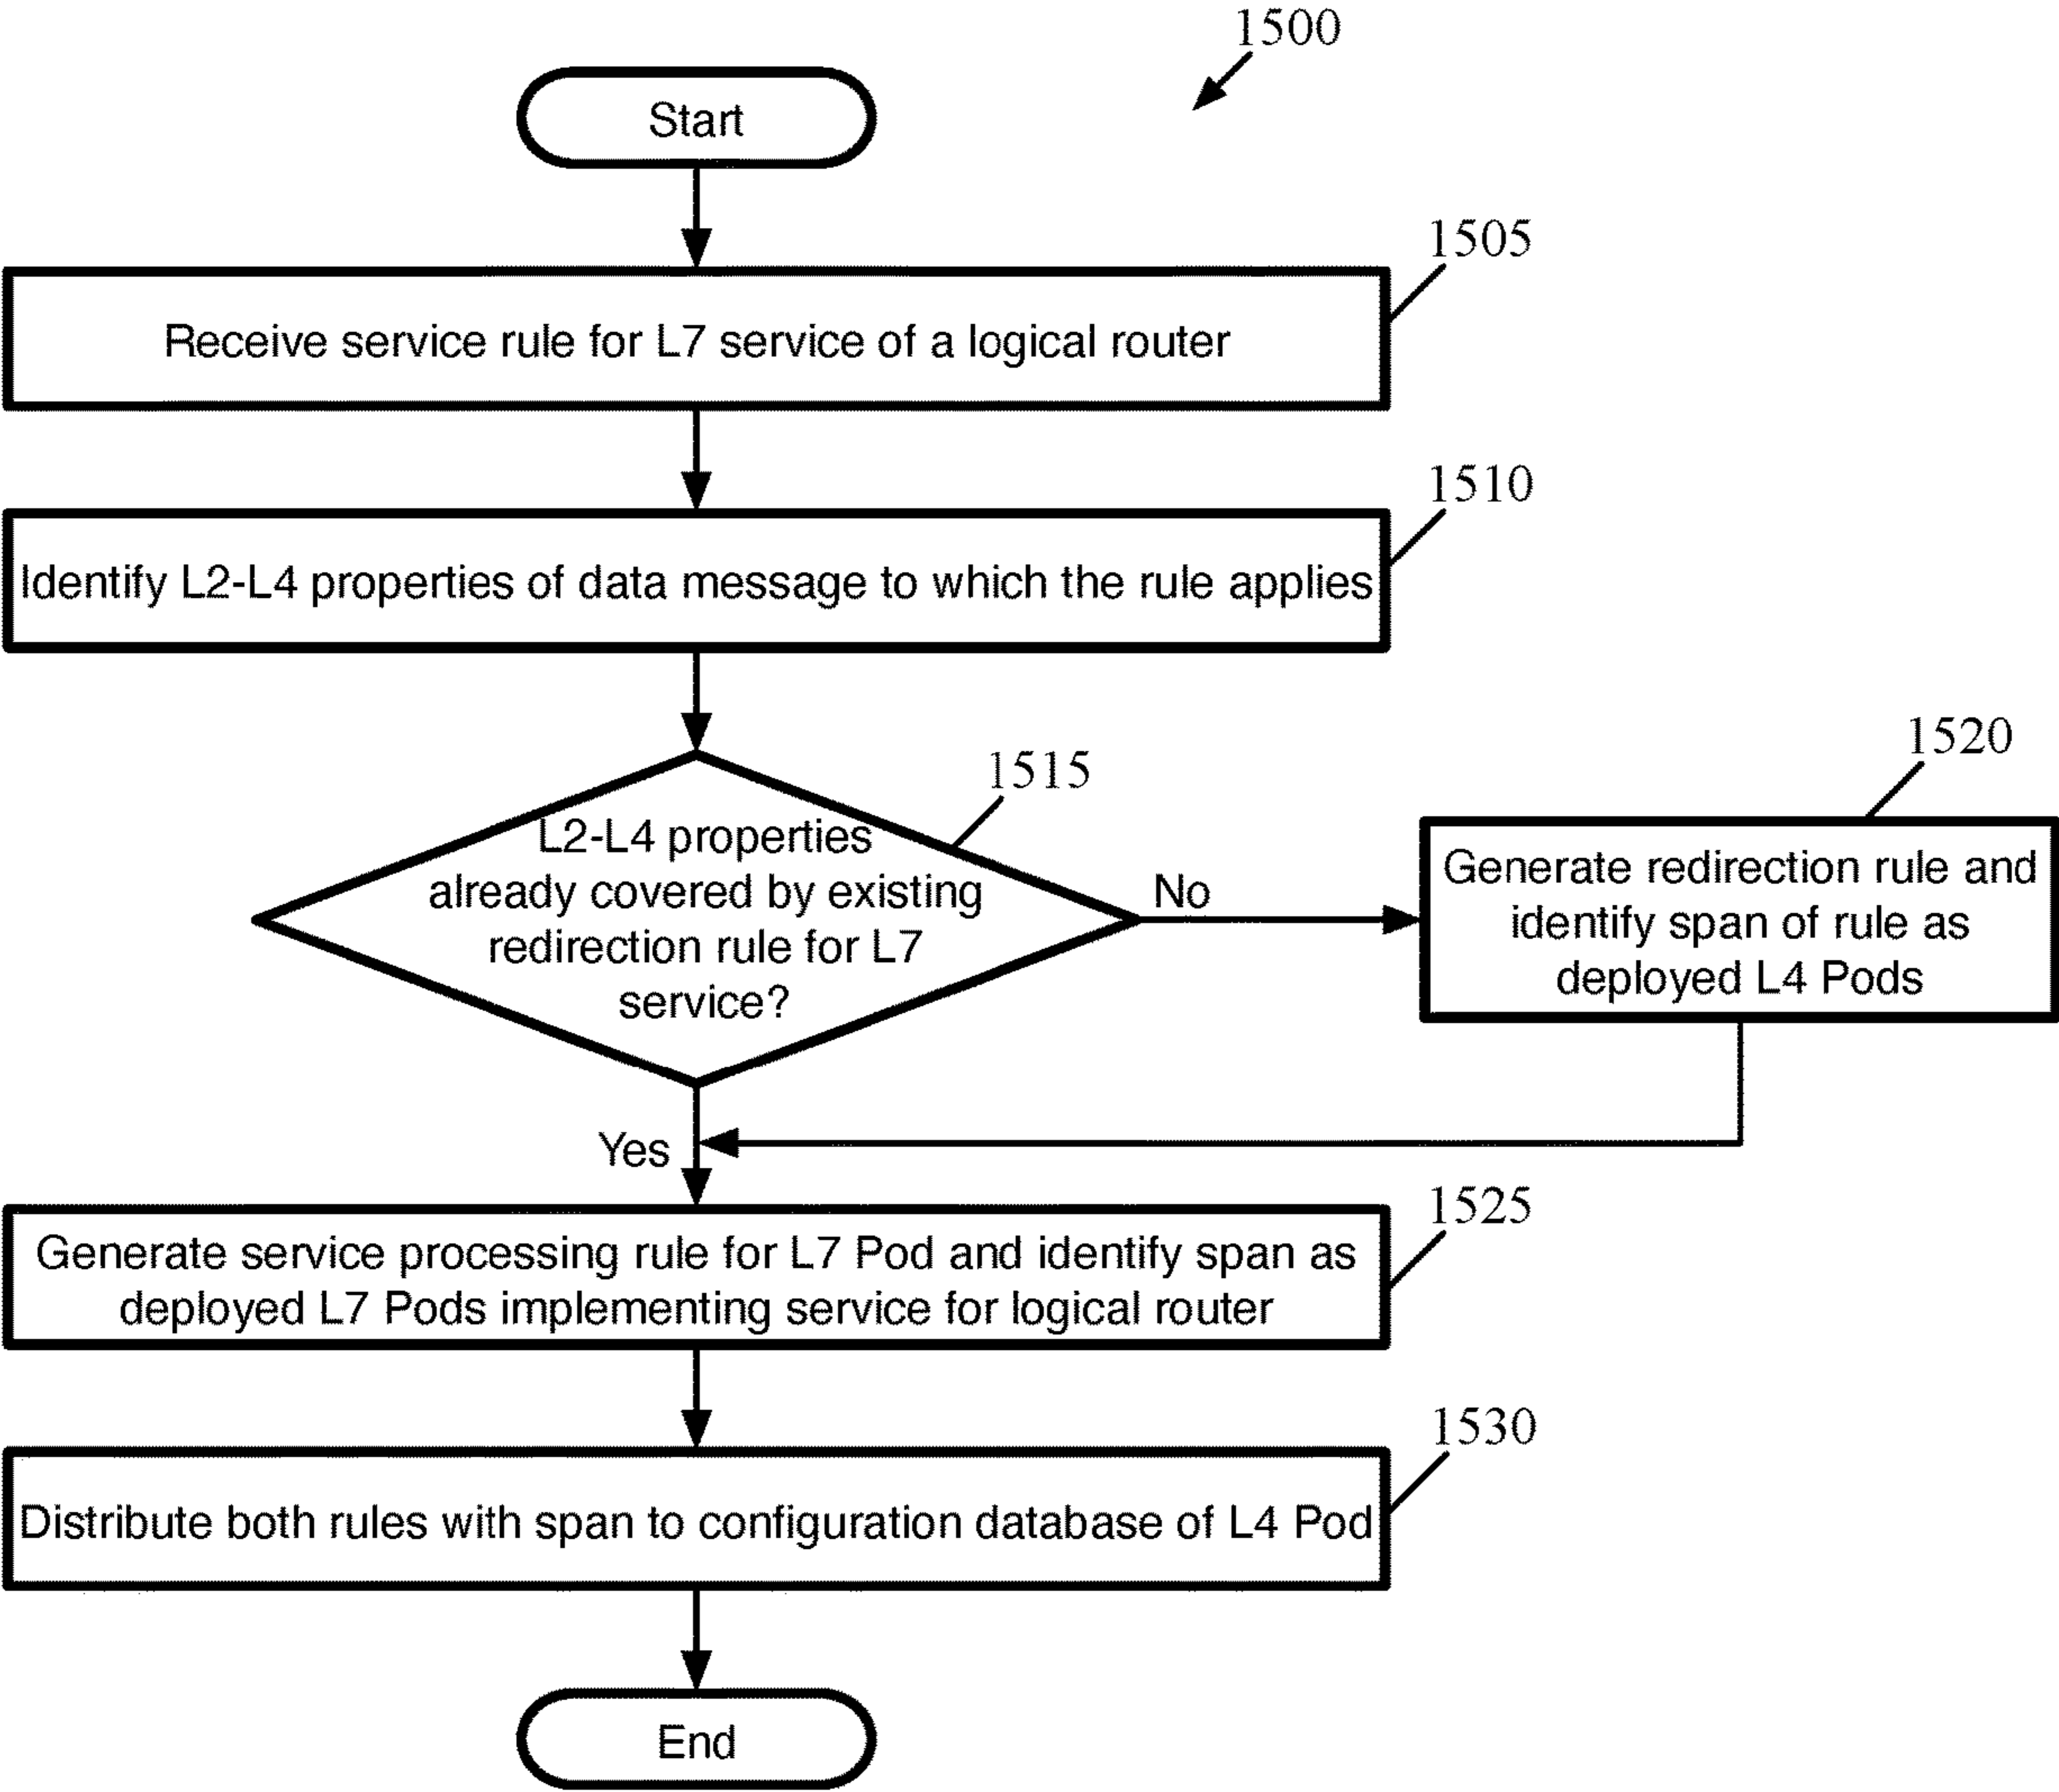 1500
Start
1505
Receive service rule for L7 service of a logical router
1510
Identify L2-L4 properties of data message to which the rule applies
1515
L2-L4 properties
already covered by existing
redirection rule for L7
service?
No
1520
Generate redirection rule and
identify span of rule as
deployed L4 Pods
Yes
1525
Generate service processing rule for L7 Pod and identify span as
deployed L7 Pods implementing service for logical router
1530
Distribute both rules with span to configuration database of L4 Pod
End